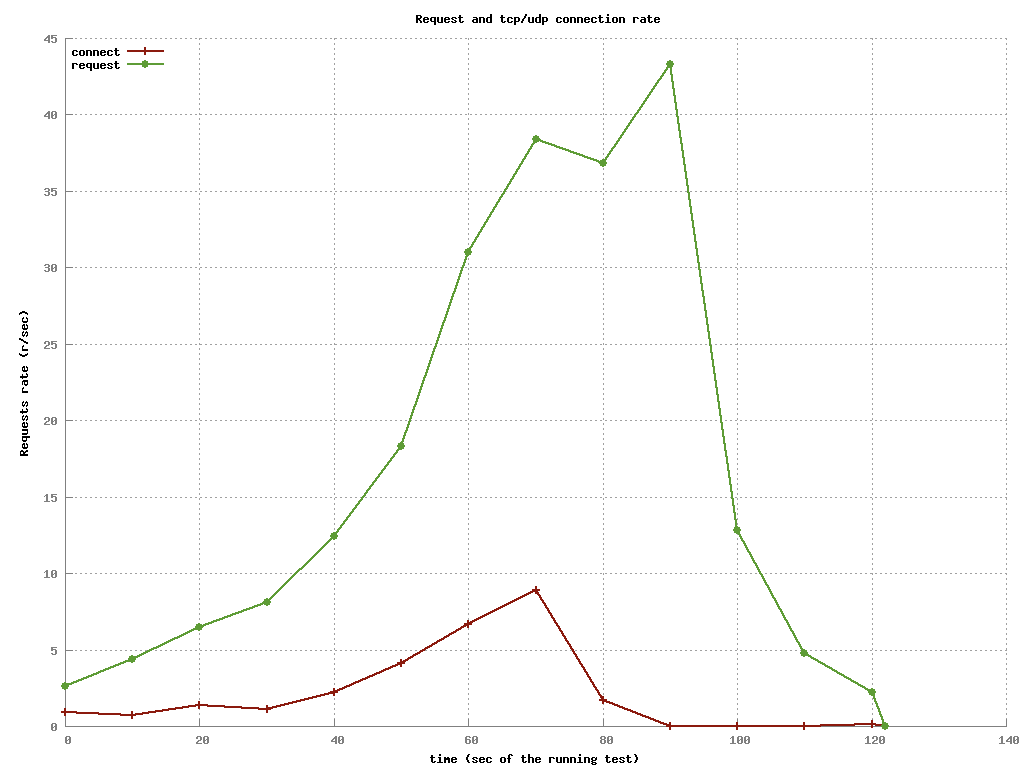 Request and tcp/udp connection rate
45
connect
request
40
35
30
25
20
15
10
5
0
Requests rate (r/sec)
0 20 40 60 80 100 120 140
time (sec of the running test)